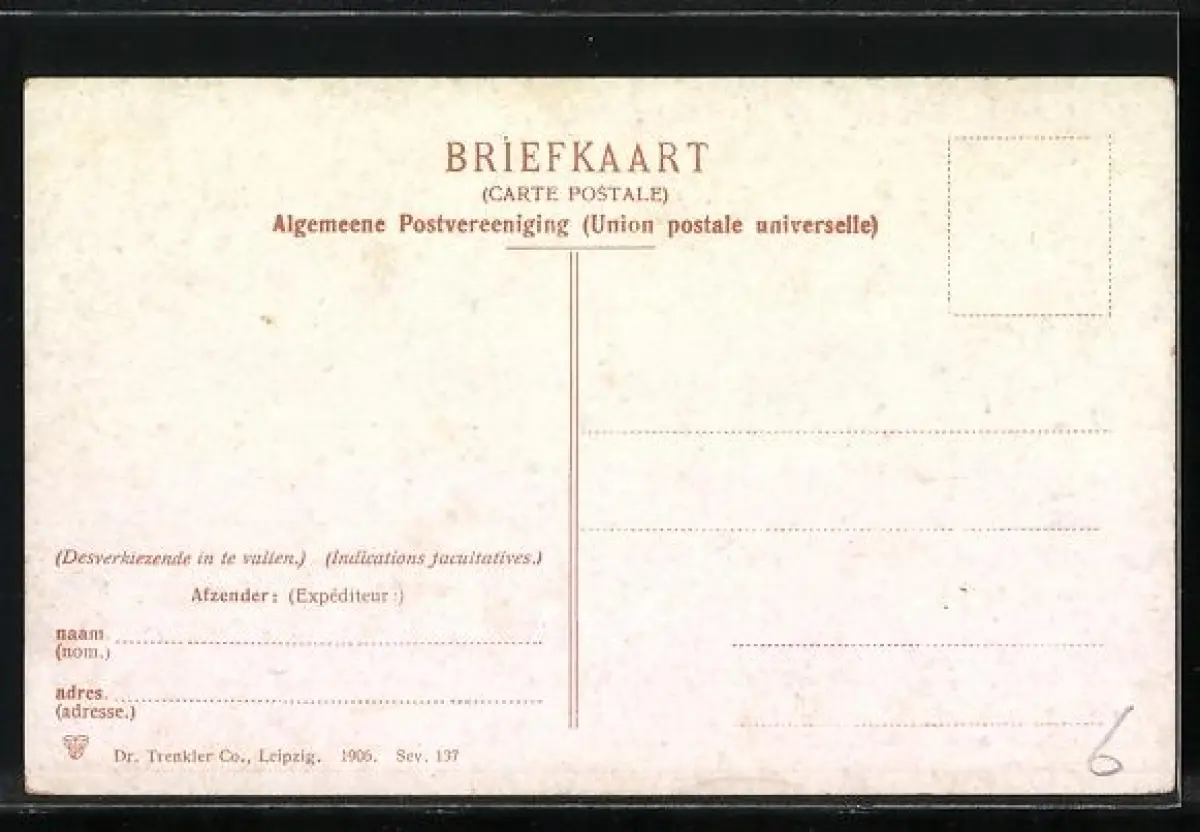 BRIEFKAART
(CARTE POSTALE)
Algemeene Postvereeniging (Union postale universelle)
(Desverkiezende in te vullen.) (Indications facultatives.)
Afzender: (Expéditeur:)
naam
(nom.)
adres.
(adresse.)
Dr. Trenkler Co., Leipzig. 1906. Sev. 137
6